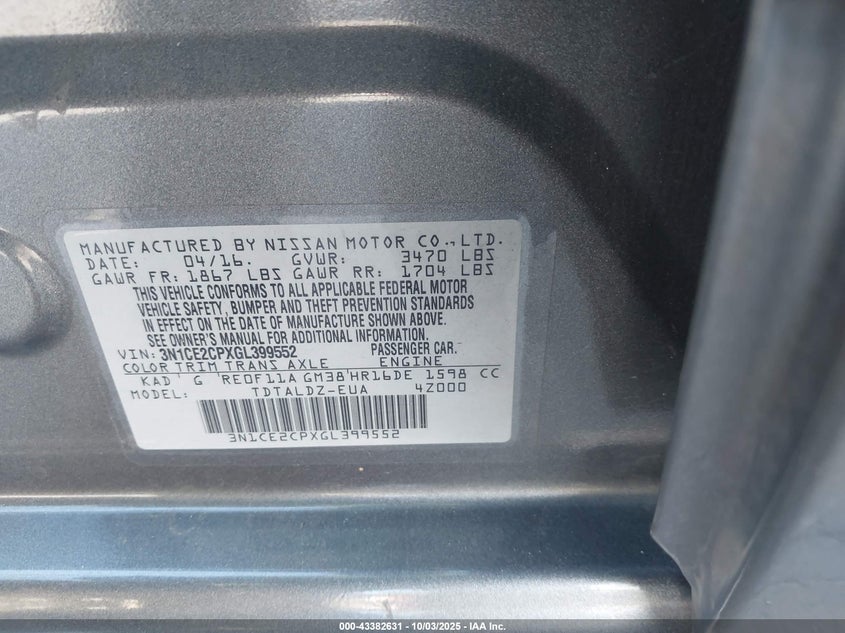 MANUFACTURED BY NISSAN MOTOR CO.,LTD.
DATE: 04/16. GVWR: 3470 LBS
GAWR FR: 1867 LBS GAWR RR: 1704 LBS
THIS VEHICLE CONFORMS TO ALL APPLICABLE FEDERAL MOTOR
VEHICLE SAFETY, BUMPER AND THEFT PREVENTION STANDARDS
IN EFFECT ON THE DATE OF MANUFACTURE SHOWN ABOVE.
SEE OWNER'S MANUAL FOR ADDITIONAL INFORMATION.
VIN: 3N1CE2CPXGL399552 PASSENGER CAR.
COLOR TRIM TRANS AXLE ENGINE
KAD G RE0F11A GM38 HR16DE 1598 CC
MODEL: TDTALDZ-EUA 4Z000
3N1CE2CPXGL399552
000-43382631 - 10/03/2025 - IAA Inc.